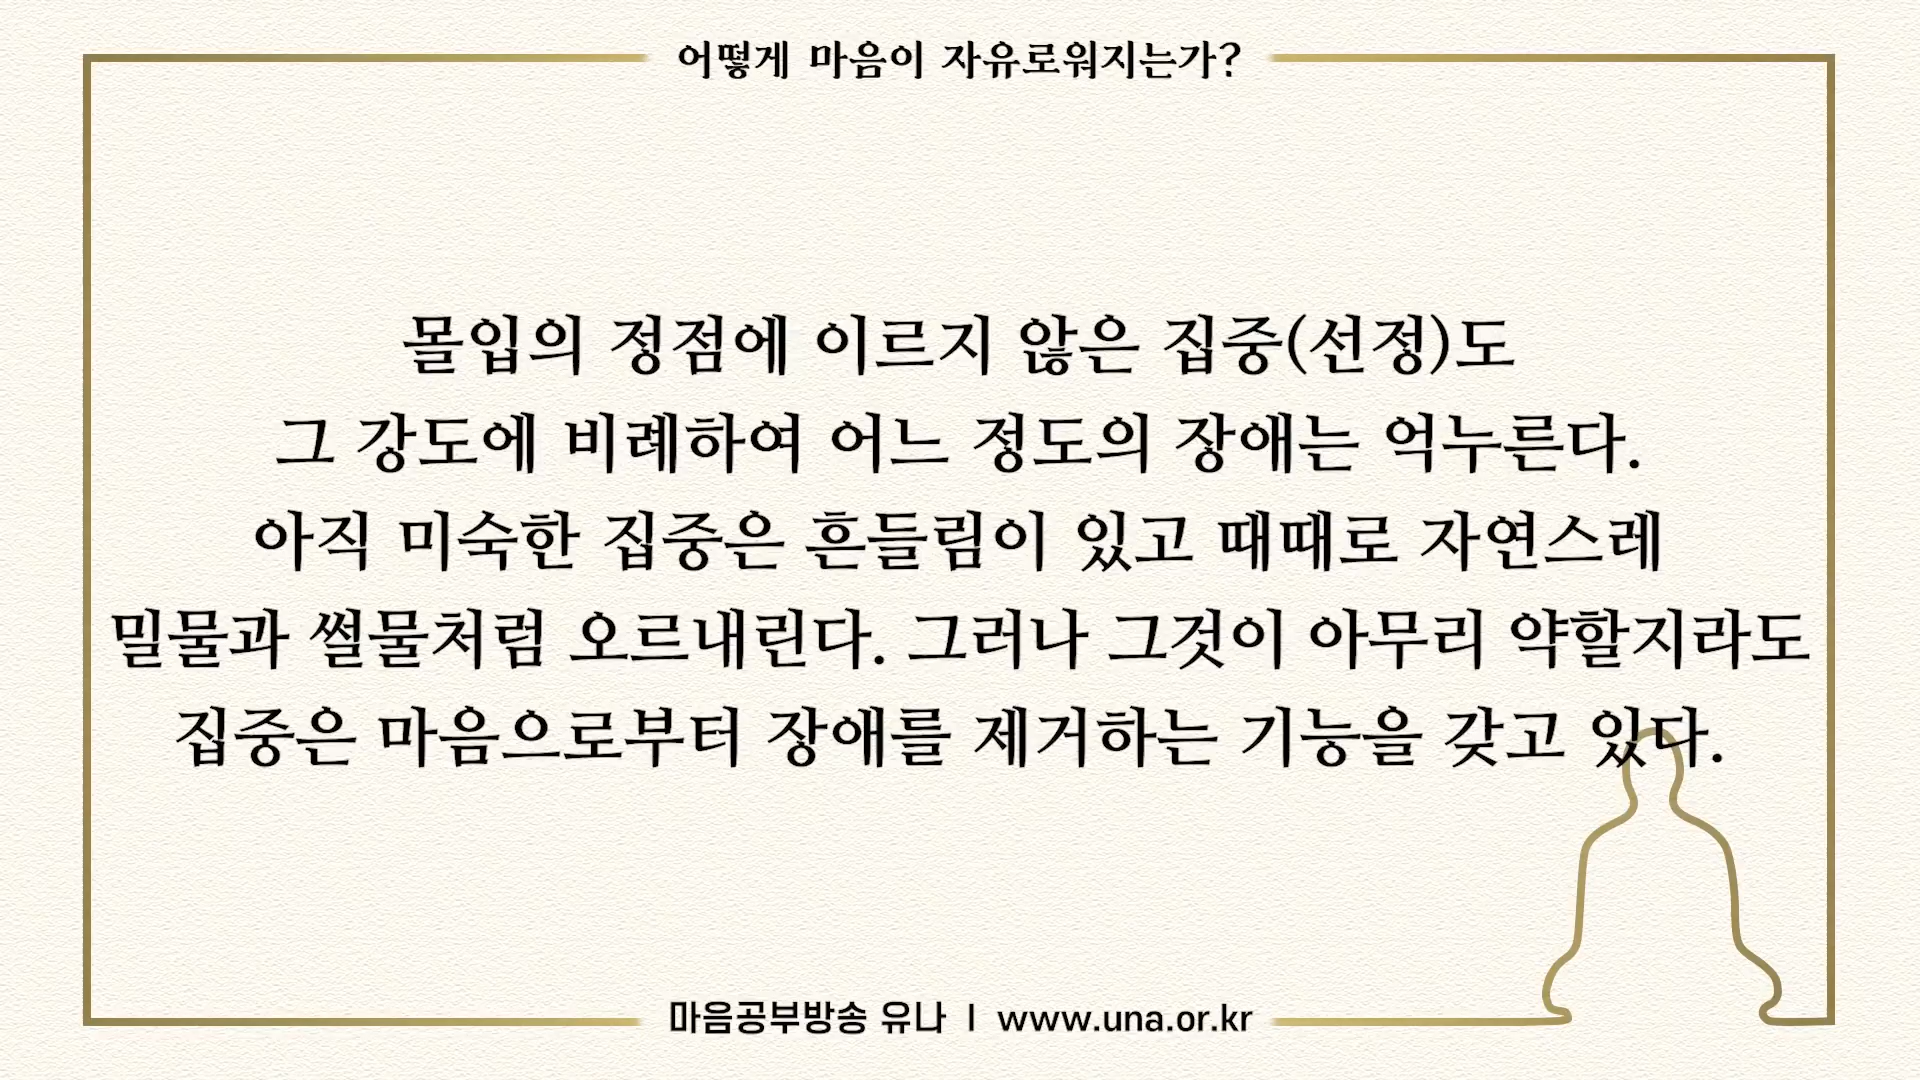 어떻게 마음이 자유로워지는가?
몰입의 정점에 이르지 않은 집중(선정)도
그 강도에 비례하여 어느 정도의 장애는 억누른다.
아직 미숙한 집중은 흔들림이 있고 때때로 자연스레
밀물과 썰물처럼 오르내린다. 그러나 그것이 아무리 약할지라도
집중은 마음으로부터 장애를 제거하는 기능을 갖고 있다.
마음공부방송 유나 ㅣ www.una.or.kr